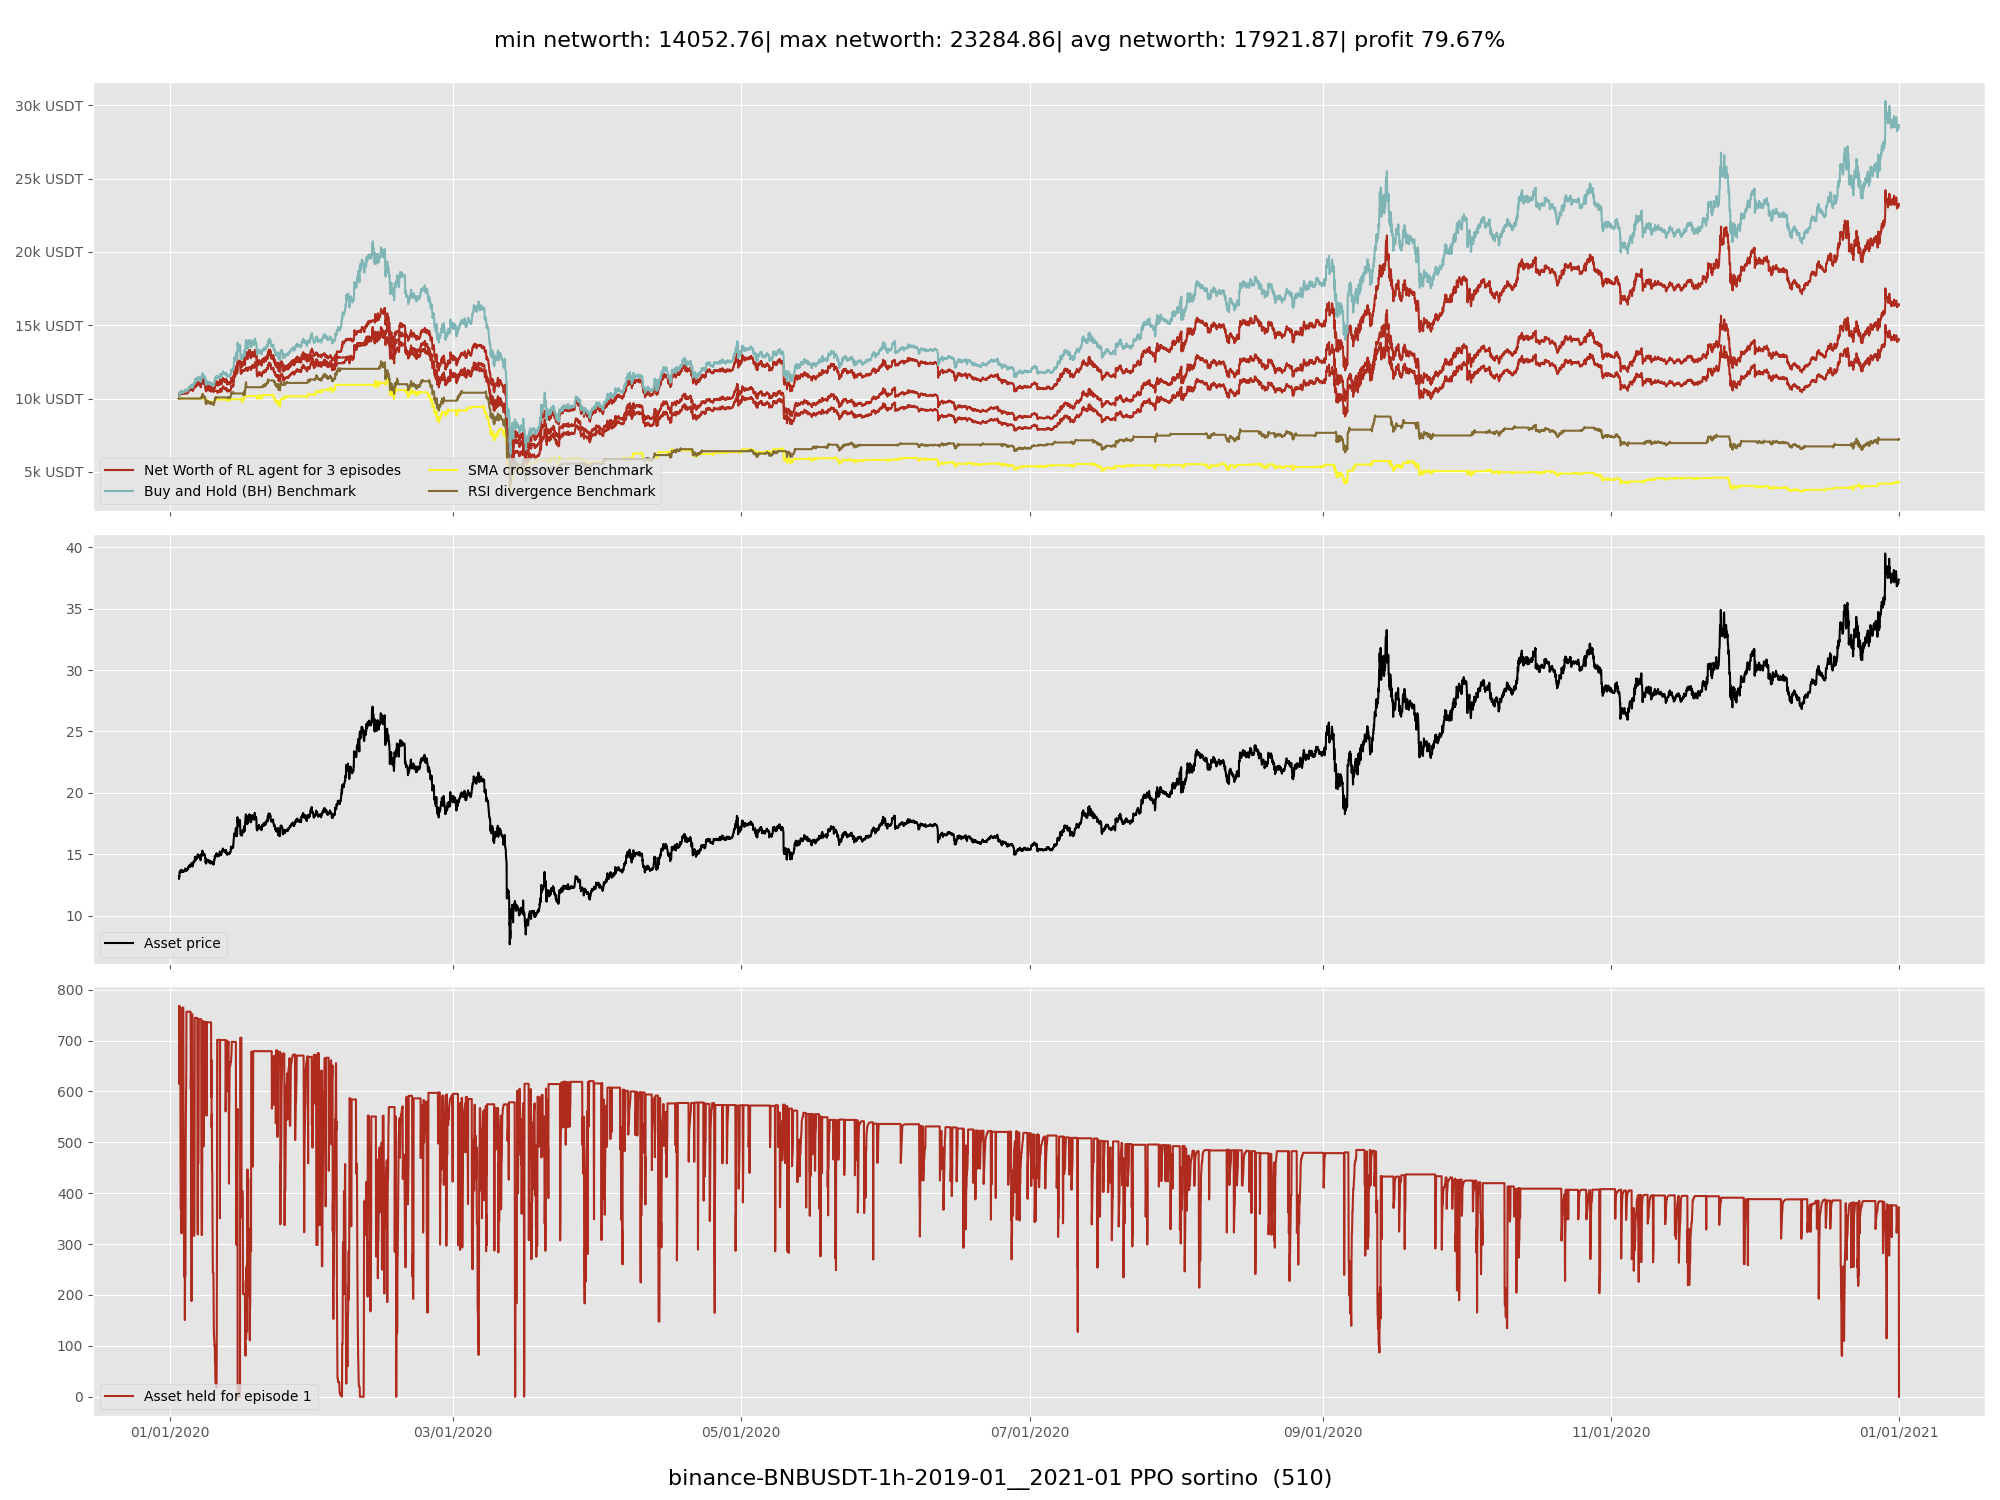 min networth: 14052.76| max networth: 23284.86| avg networth: 17921.87| profit 79.67%
30k USDT
25k USDT
20k USDT
15k USDT
10k USDT
5k USDT
Net Worth of RL agent for 3 episodes
Buy and Hold (BH) Benchmark
SMA crossover Benchmark
RSI divergence Benchmark
40
35
30
25
20
15
10
Asset price
800
700
600
500
400
300
200
100
0
Asset held for episode 1
01/01/2020
03/01/2020
05/01/2020
07/01/2020
09/01/2020
11/01/2020
01/01/2021
binance-BNBUSDT-1h-2019-01__2021-01 PPO sortino  (510)